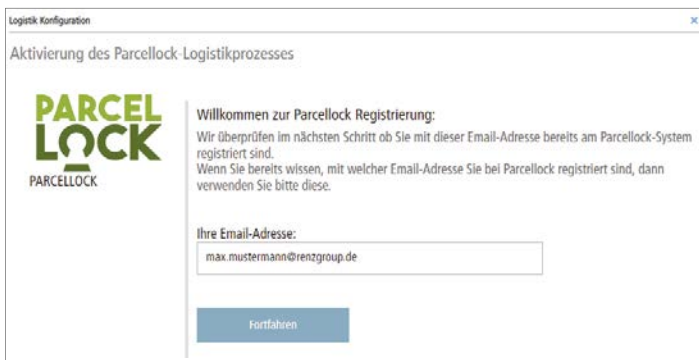 Logistik Konfiguration
×
Aktivierung des Parcellock-Logistikprozesses
PARCEL
LOCK
PARCELLOCK
Willkommen zur Parcellock Registrierung:
Wir überprüfen im nächsten Schritt ob Sie mit dieser Email-Adresse bereits am Parcellock-System
registriert sind.
Wenn Sie bereits wissen, mit welcher Email-Adresse Sie bei Parcellock registriert sind, dann
verwenden Sie bitte diese.
Ihre Email-Adresse:
max.mustermann@renzgroup.de
Fortfahren